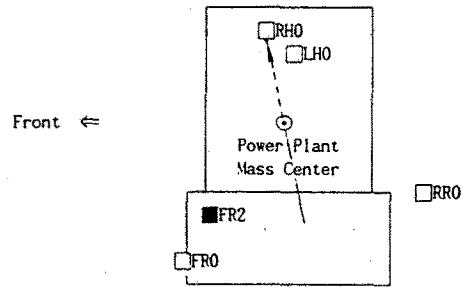 RHO
LHO
Front ⇐
Power Plant
Mass Center
RRO
FR2
FRO